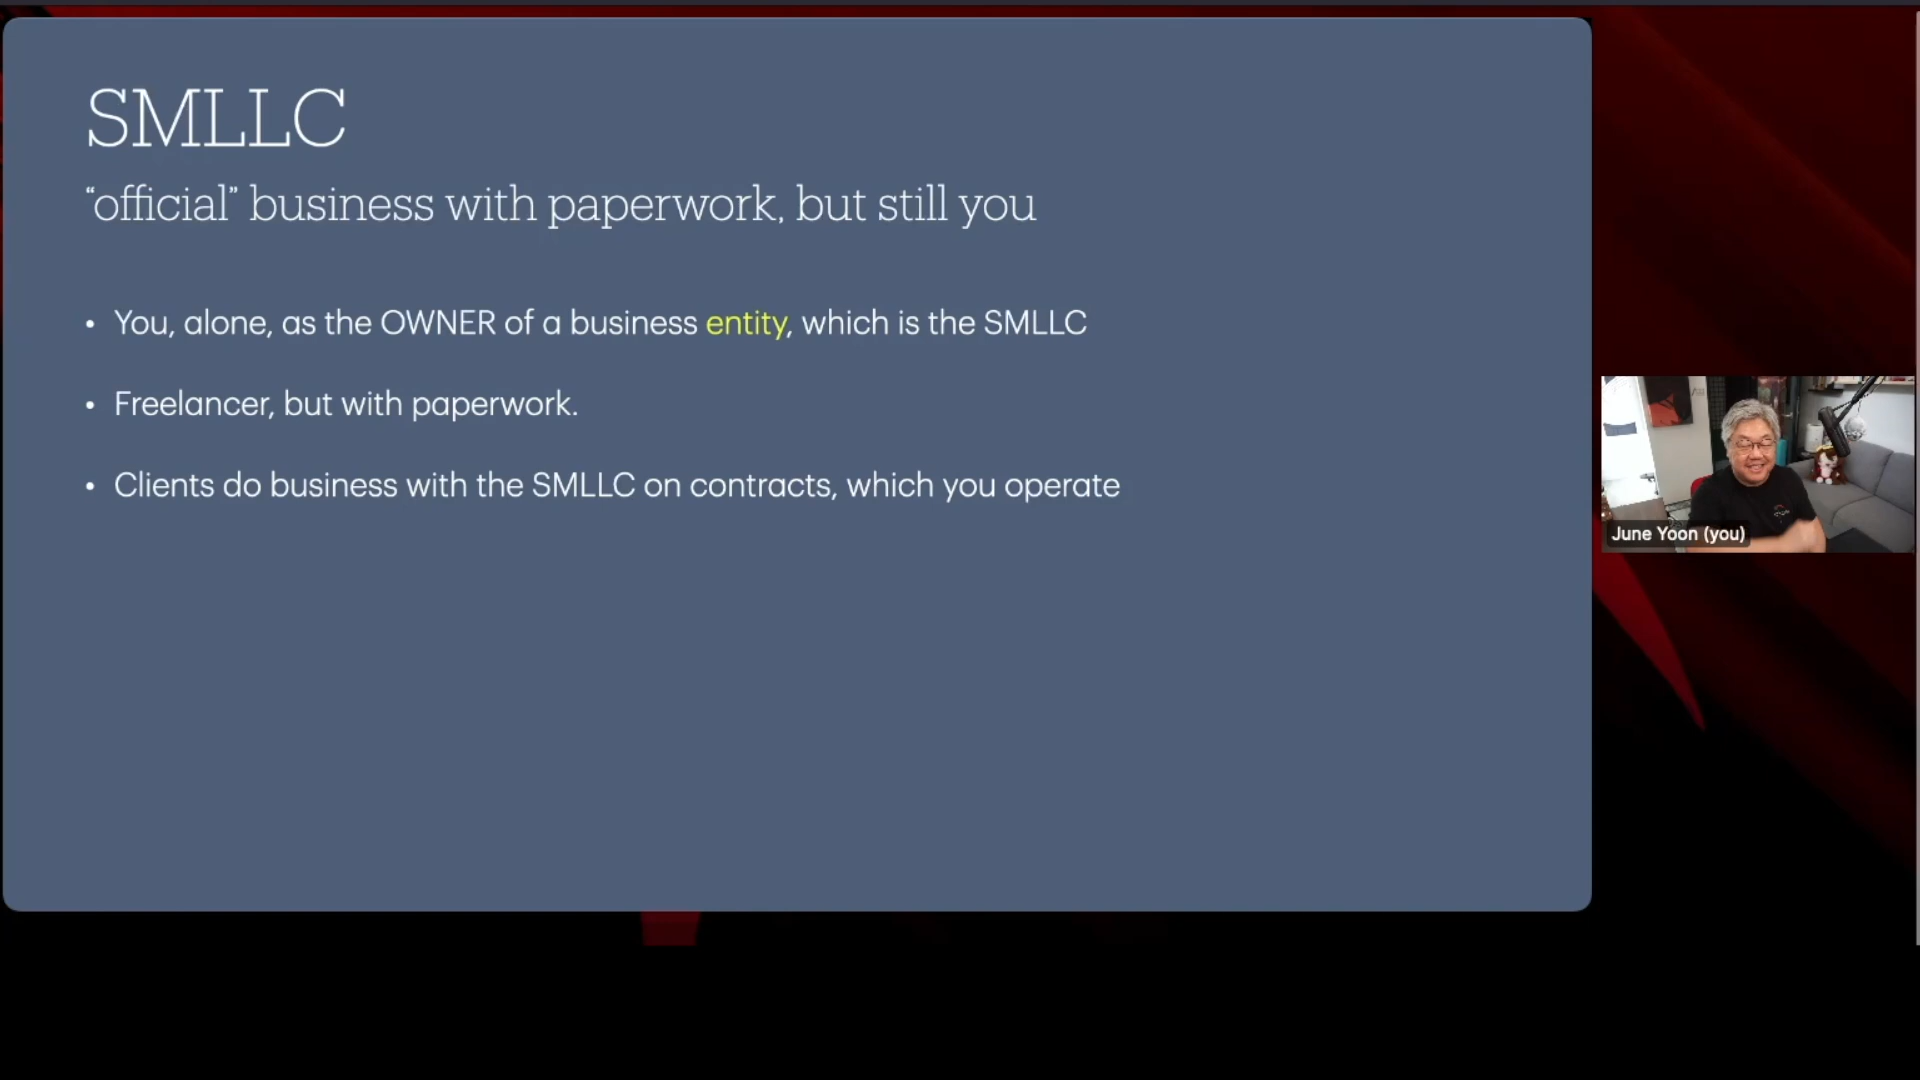 SMLLC
“official” business with paperwork, but still you
• You, alone, as the OWNER of a business entity, which is the SMLLC
• Freelancer, but with paperwork.
• Clients do business with the SMLLC on contracts, which you operate
June Yoon (you)